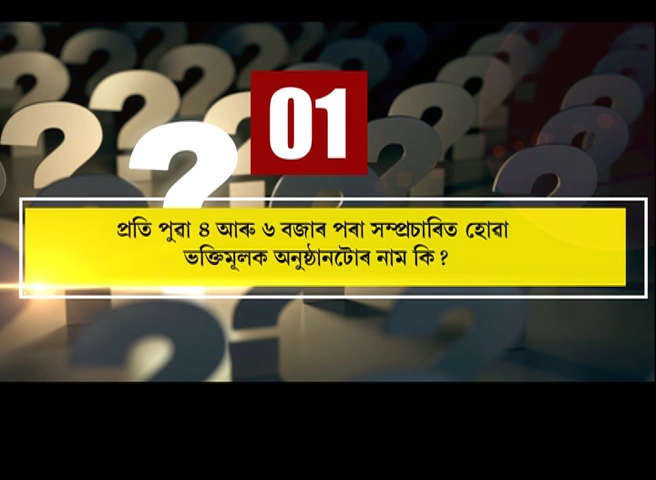 01
প্ৰতি পুৱা ৪ আৰু ৬ বজাৰ পৰা সম্প্ৰচাৰিত হোৱা
ভক্তিমূলক অনুষ্ঠানটোৰ নাম কি ?